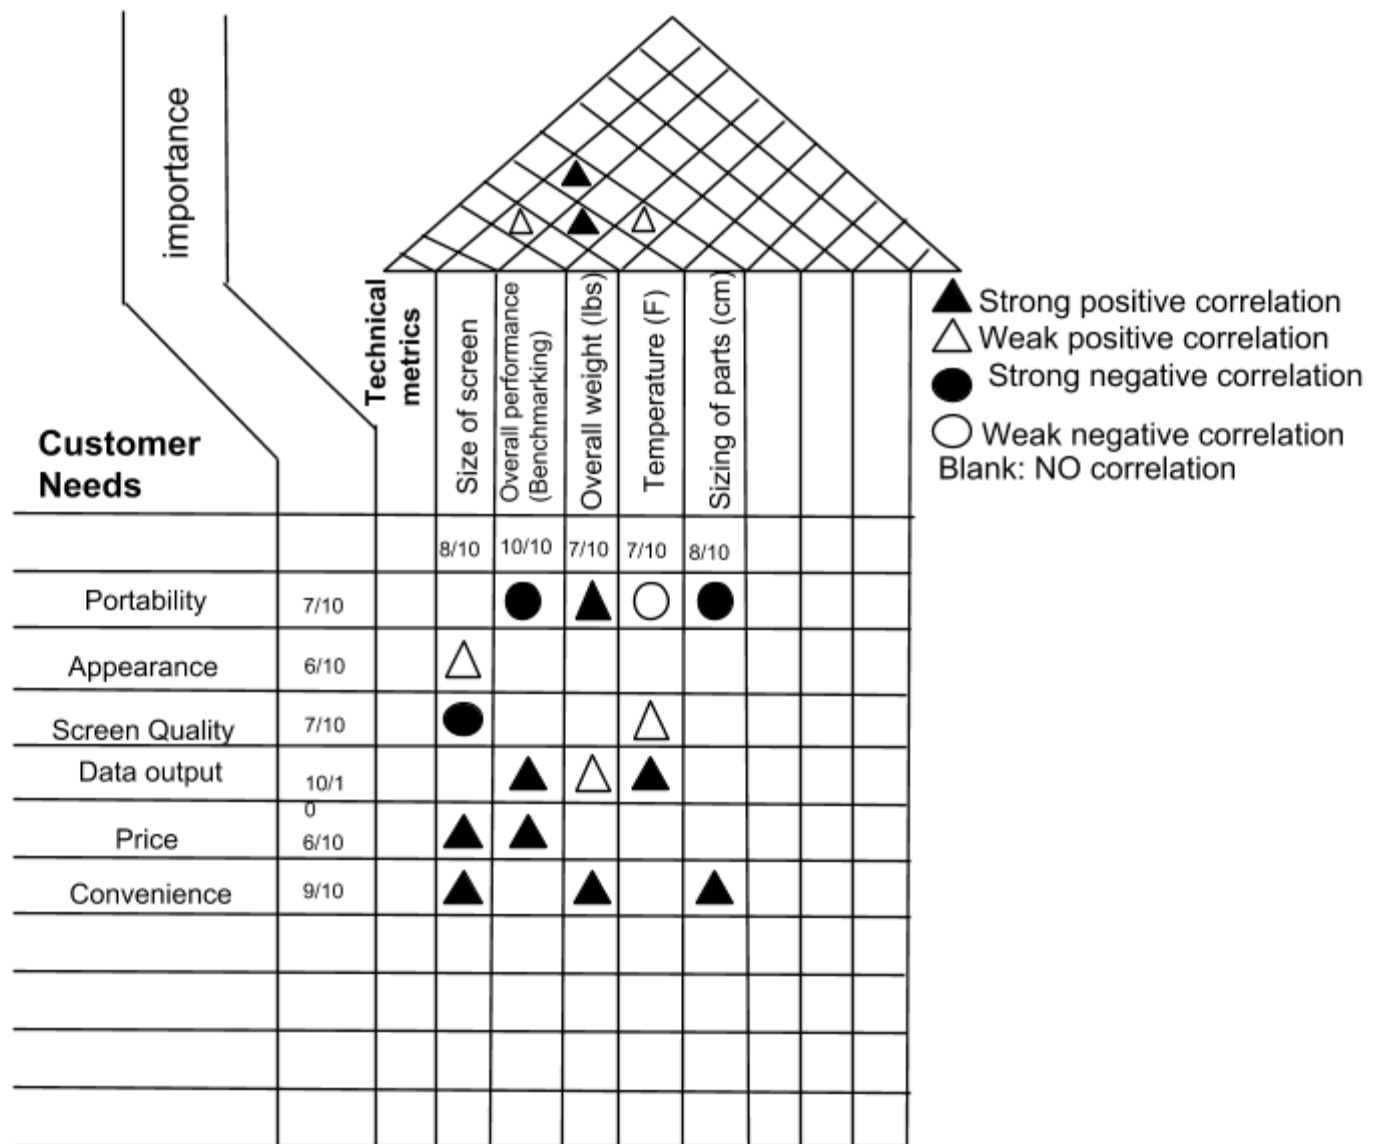 importance
Technical
metrics
Size of screen
Overall performance
(Benchmarking)
Overall weight (lbs)
Temperature (F)
Sizing of parts (cm)
Strong positive correlation
Weak positive correlation
Strong negative correlation
Weak negative correlation
Blank: NO correlation
Customer
Needs
8/10 10/10 7/10 7/10 8/10
Portability 7/10
Appearance 6/10
Screen Quality 7/10
Data output 10/1
0
Price 6/10
Convenience 9/10